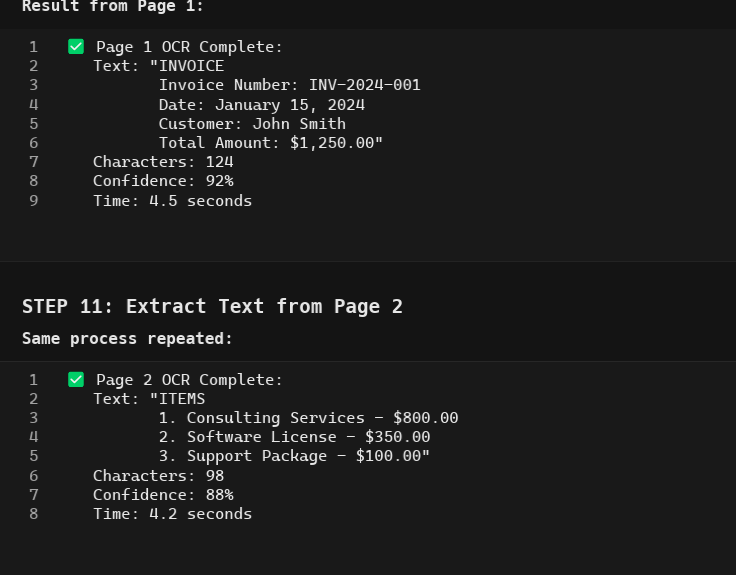 Result from Page 1:
1 ✅ Page 1 OCR Complete:
2 Text: "INVOICE
3 Invoice Number: INV-2024-001
4 Date: January 15, 2024
5 Customer: John Smith
6 Total Amount: $1,250.00"
7 Characters: 124
8 Confidence: 92%
9 Time: 4.5 seconds
STEP 11: Extract Text from Page 2
Same process repeated:
1 ✅ Page 2 OCR Complete:
2 Text: "ITEMS
3 1. Consulting Services - $800.00
4 2. Software License - $350.00
5 3. Support Package - $100.00"
6 Characters: 98
7 Confidence: 88%
8 Time: 4.2 seconds